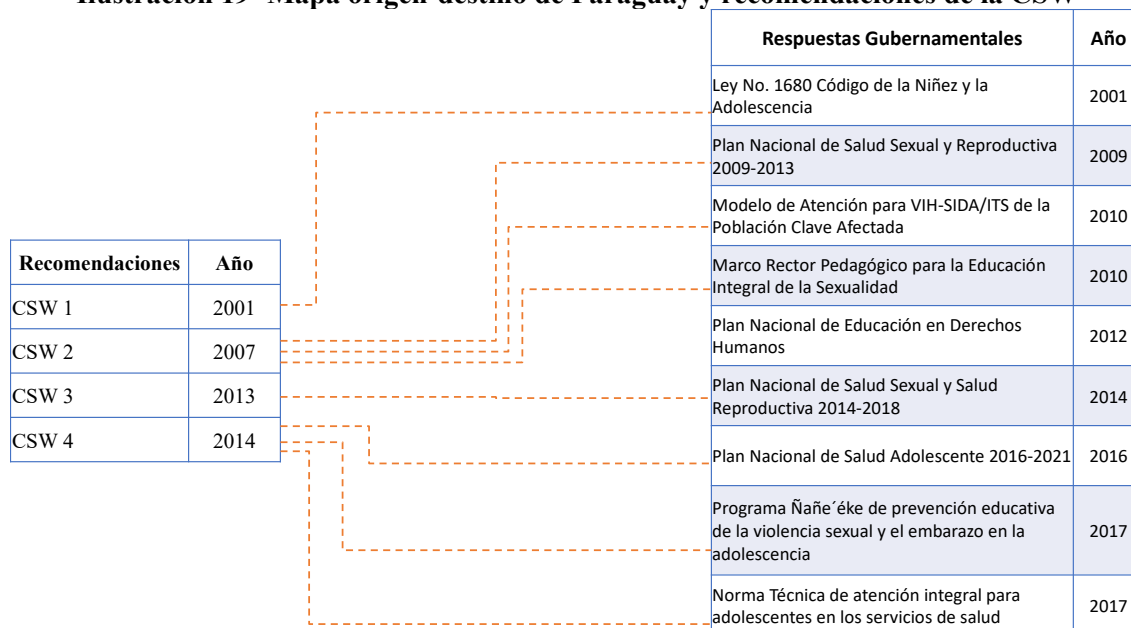 Ilustración 19- Mapa origen-destino de Paraguay y recomendaciones de la CSW
Recomendaciones Año
CSW 1 2001
CSW 2 2007
CSW 3 2013
CSW 4 2014
Respuestas Gubernamentales Año
Ley No. 1680 Código de la Niñez y la
Adolescencia 2001
Plan Nacional de Salud Sexual y Reproductiva
2009-2013 2009
Modelo de Atención para VIH-SIDA/ITS de la
Población Clave Afectada 2010
Marco Rector Pedagógico para la Educación
Integral de la Sexualidad 2010
Plan Nacional de Educación en Derechos
Humanos 2012
Plan Nacional de Salud Sexual y Salud
Reproductiva 2014-2018 2014
Plan Nacional de Salud Adolescente 2016-2021 2016
Programa Ñañe´éke de prevención educativa
de la violencia sexual y el embarazo en la 2017
adolescencia
Norma Técnica de atención integral para
adolescentes en los servicios de salud 2017